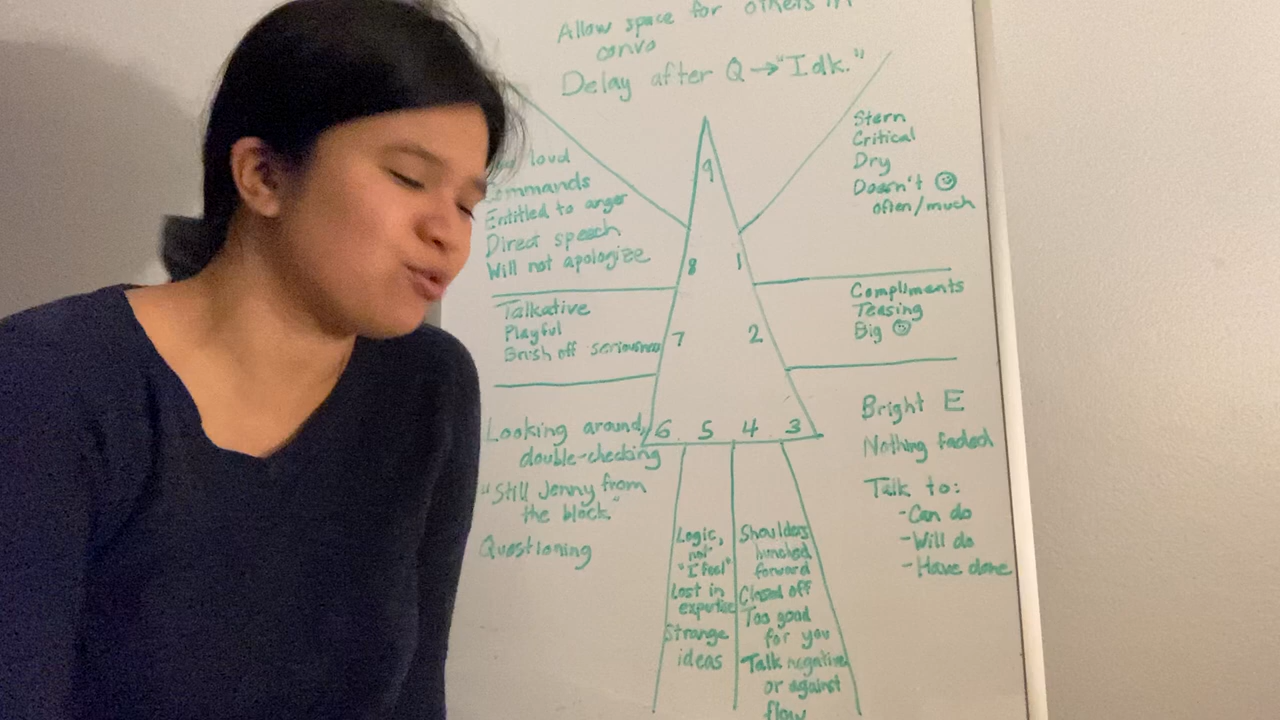 Allow space for others in
convo
Delay after Q → "Idk."
loud
Commands
Entitled to anger
Direct speech
Will not apologize
Talkative
Playful
Brush off seriousness
Looking around,
double-checking
"Still Jenny from
the block"
Questioning
9
8
1
7
2
6
5
4
3
Stern
Critical
Dry
Doesn't ☺
often/much
Compliments
Teasing
Big ☺
Bright E
Nothing faded
Talk to:
- Can do
- Will do
- Have done
Logic,
not
"I feel"
Lost in
expertise
Strange
ideas
Shoulders
hunched
forward
Closed off
Too good
for you
Talk negative
or against
flow